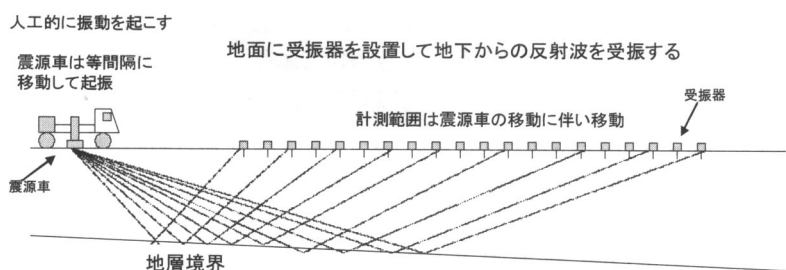 人工的に振動を起こす
地面に受振器を設置して地下からの反射波を受振する
震源車は等間隔に
移動して起振
受振器
計測範囲は震源車の移動に伴い移動
震源車
地層境界